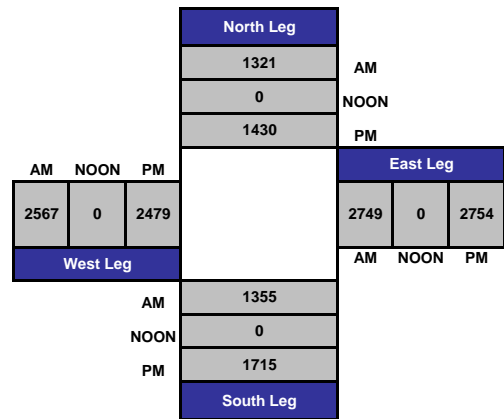 North Leg
1321 AM
0 NOON
1430 PM
AM NOON PM
East Leg
2567 0 2479
2749 0 2754
West Leg
AM NOON PM
AM 1355
NOON 0
PM 1715
South Leg